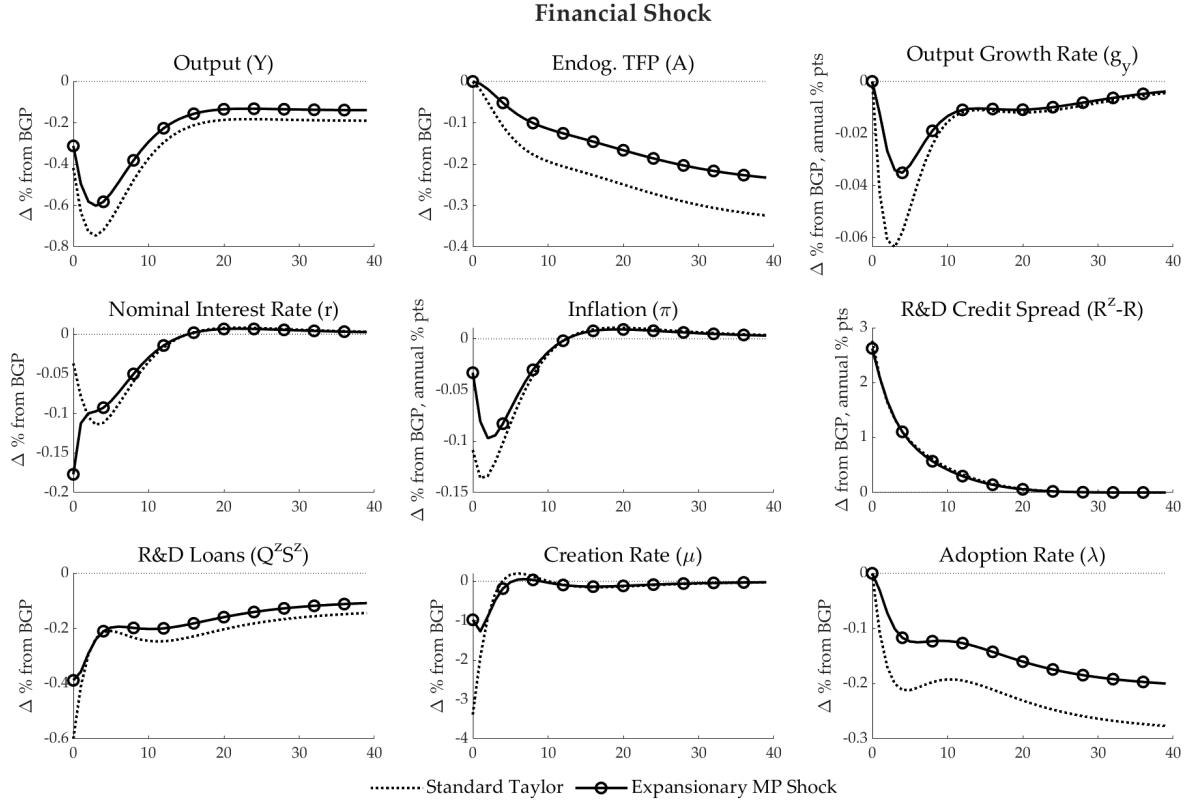 Financial Shock
Output (Y)
Δ % from BGP
0
-0.2
-0.4
-0.6
-0.8
0 10 20 30 40
Endog. TFP (A)
Δ % from BGP
0
-0.1
-0.2
-0.3
-0.4
0 10 20 30 40
Output Growth Rate (g_y)
Δ % from BGP, annual % pts
0
-0.02
-0.04
-0.06
0 10 20 30 40
Nominal Interest Rate (r)
Δ % from BGP
0
-0.05
-0.1
-0.15
-0.2
0 10 20 30 40
Inflation (π)
Δ % from BGP, annual % pts
0
-0.05
-0.1
-0.15
0 10 20 30 40
R&D Credit Spread (R^z-R)
Δ from BGP, annual % pts
3
2
1
0
0 10 20 30 40
R&D Loans (Q^zS^z)
Δ % from BGP
0
-0.2
-0.4
-0.6
0 10 20 30 40
Creation Rate (μ)
Δ % from BGP
0
-1
-2
-3
-4
0 10 20 30 40
Adoption Rate (λ)
Δ % from BGP
0
-0.1
-0.2
-0.3
0 10 20 30 40
Standard Taylor Expansionary MP Shock